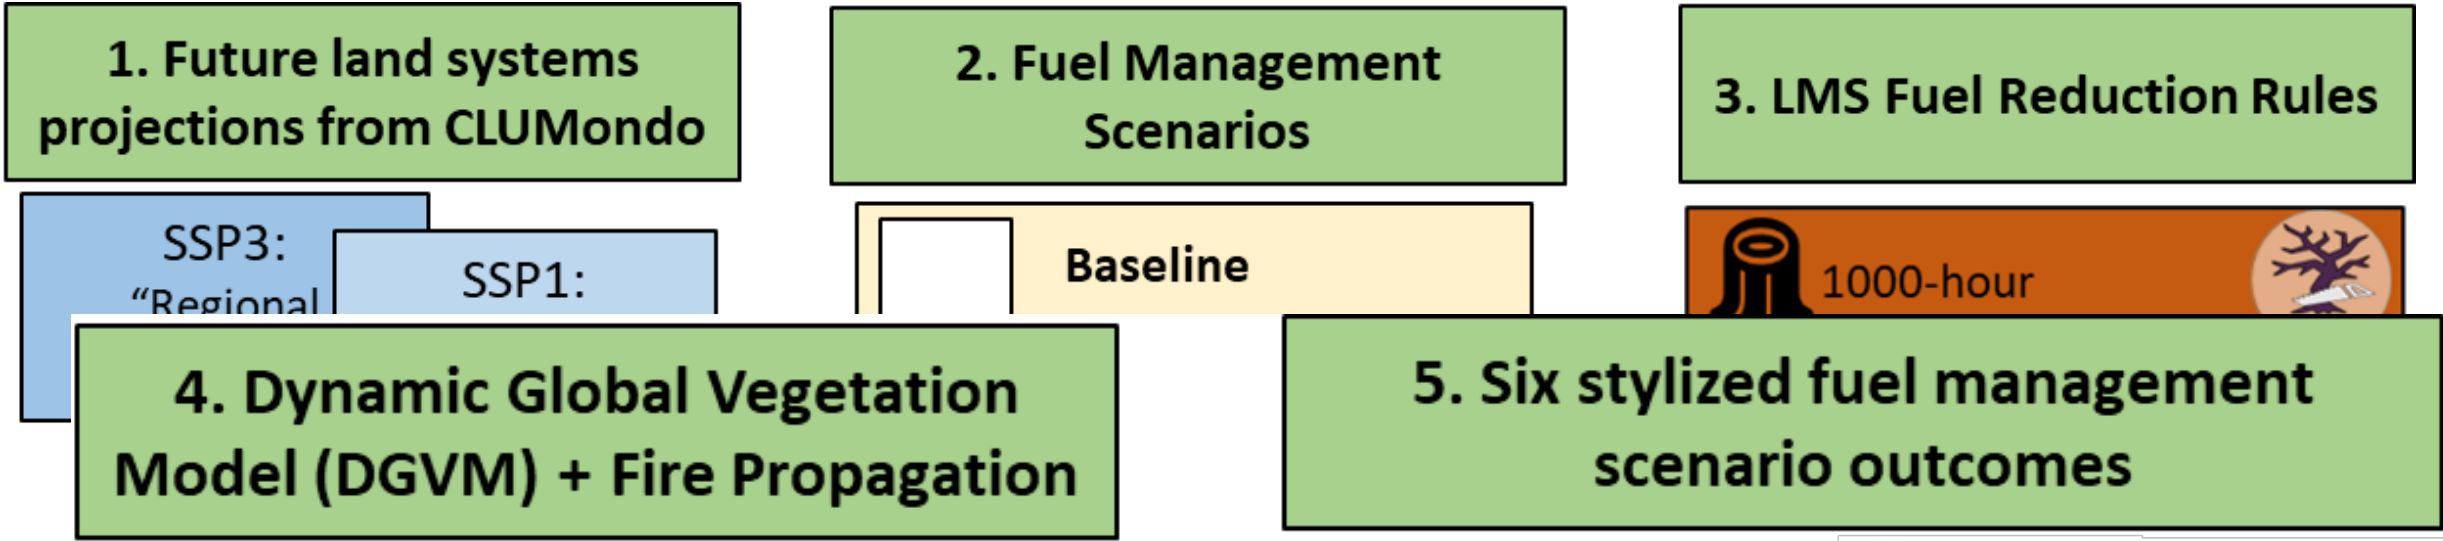 1. Future land systems
projections from CLUMondo
2. Fuel Management
Scenarios
3. LMS Fuel Reduction Rules
SSP3:
“Regional
SSP1:
Baseline
1000-hour
4. Dynamic Global Vegetation
Model (DGVM) + Fire Propagation
5. Six stylized fuel management
scenario outcomes